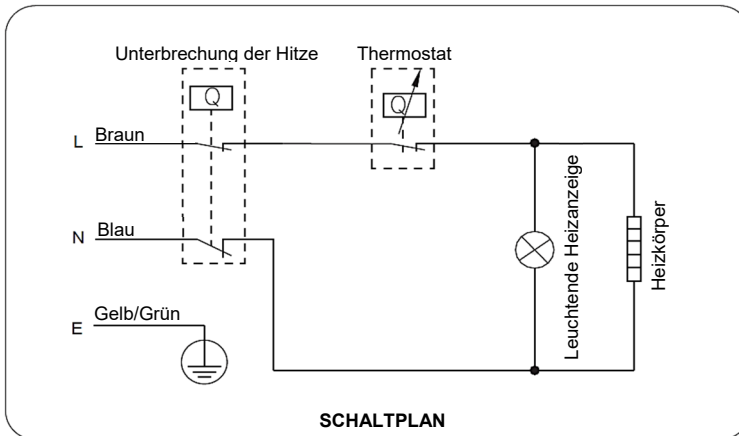 Unterbrechung der Hitze
Thermostat
Q
Q
L Braun
N Blau
E Gelb/Grün
Leuchtende Heizanzeige
Heizkörper
SCHALTPLAN